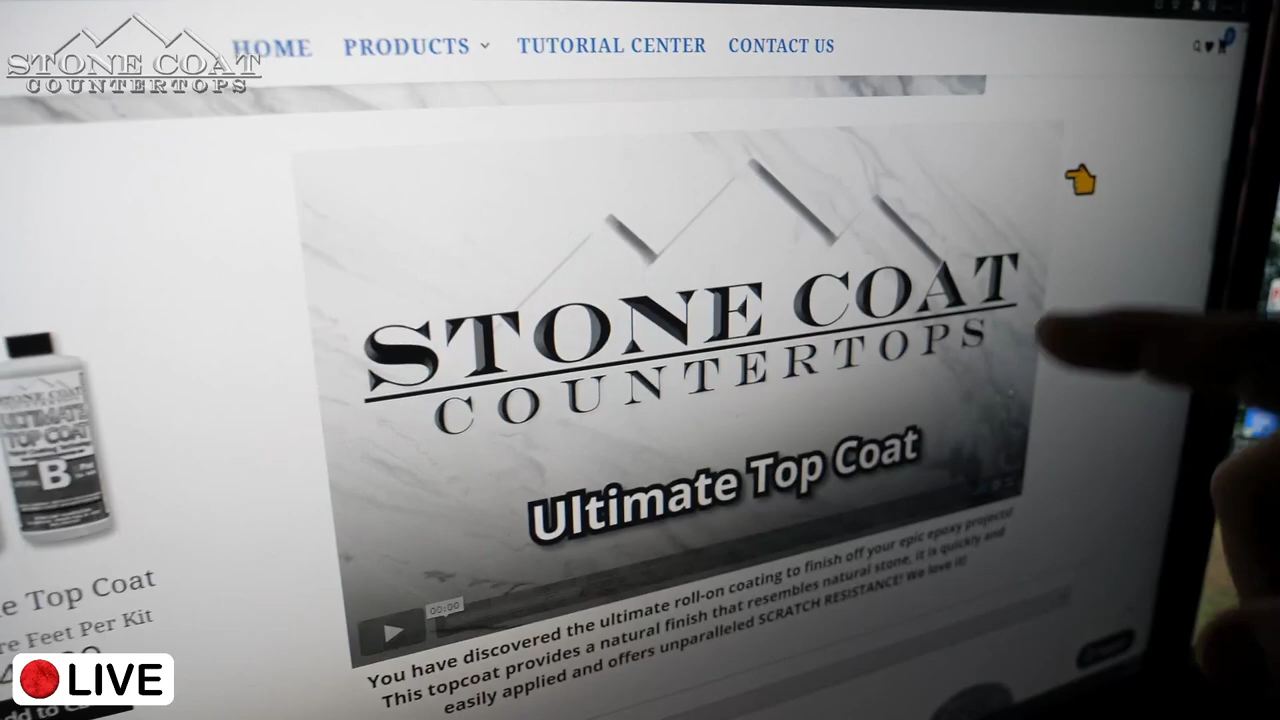 STONE COAT
COUNTERTOPS
HOME PRODUCTS TUTORIAL CENTER CONTACT US
STONE COAT
COUNTERTOPS
Ultimate Top Coat
00:00
You have discovered the ultimate roll-on coating to finish off your epic epoxy projects!
This topcoat provides a natural finish that resembles natural stone, it is quickly and
easily applied and offers unparalleled SCRATCH RESISTANCE! We love it!
STONE COAT
ULTIMATE
TOP COAT
B
e Top Coat
re Feet Per Kit
LIVE